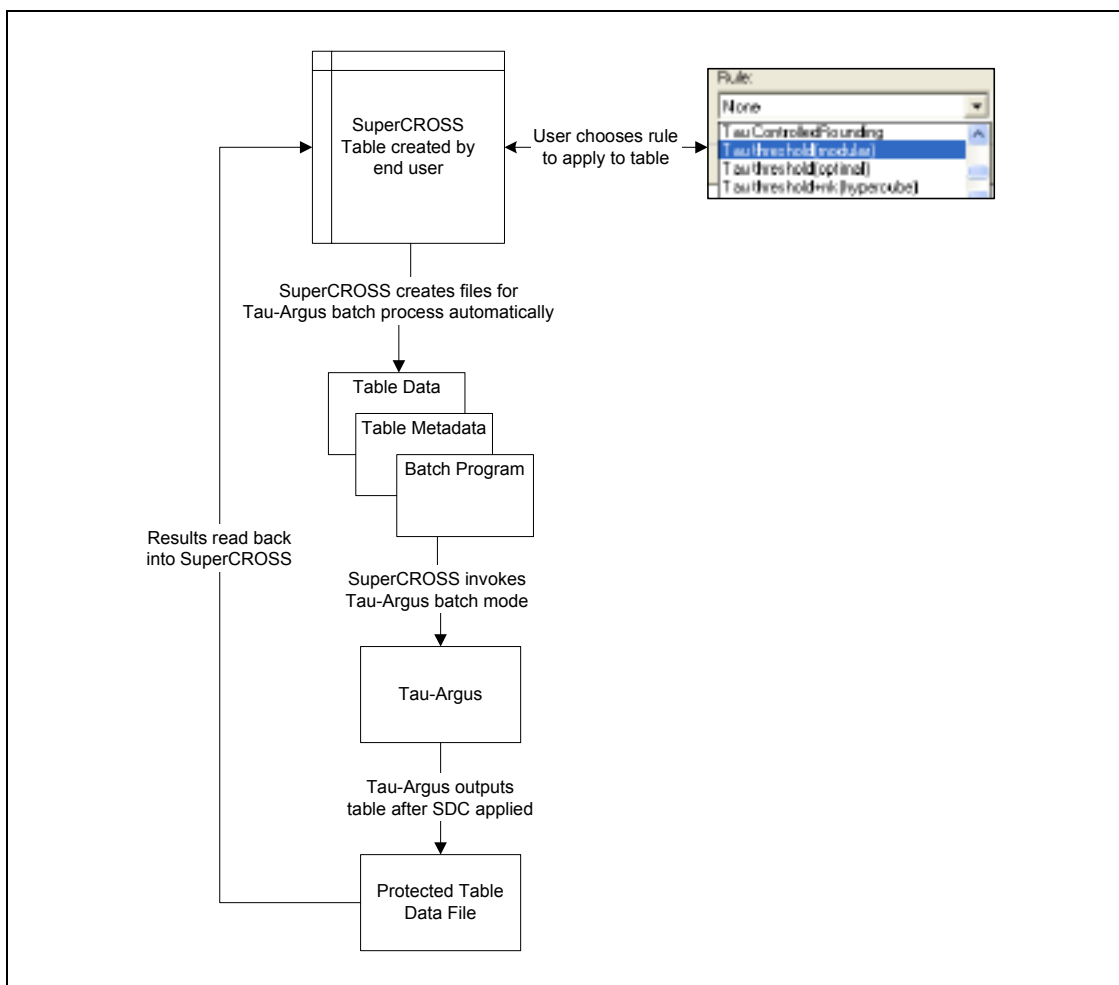 SuperCROSS
Table created by
end user
User chooses rule
to apply to table
Rule:
None
Tau ControlledRounding
Tau threshold(modular)
Tau threshold(optimal)
Tau threshold+nk(hypercube)
SuperCROSS creates files for
Tau-Argus batch process automatically
Table Data
Table Metadata
Batch Program
Results read back
into SuperCROSS
SuperCROSS invokes
Tau-Argus batch mode
Tau-Argus
Tau-Argus outputs
table after SDC applied
Protected Table
Data File